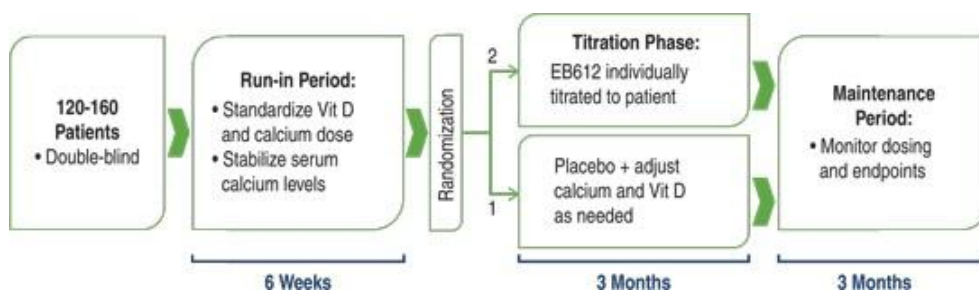 120-160
Patients
• Double-blind
Run-in Period:
• Standardize Vit D
and calcium dose
• Stabilize serum
calcium levels
Randomization
2
1
Titration Phase:
EB612 individually
titrated to patient
Placebo + adjust
calcium and Vit D
as needed
Maintenance
Period:
• Monitor dosing
and endpoints
6 Weeks
3 Months
3 Months